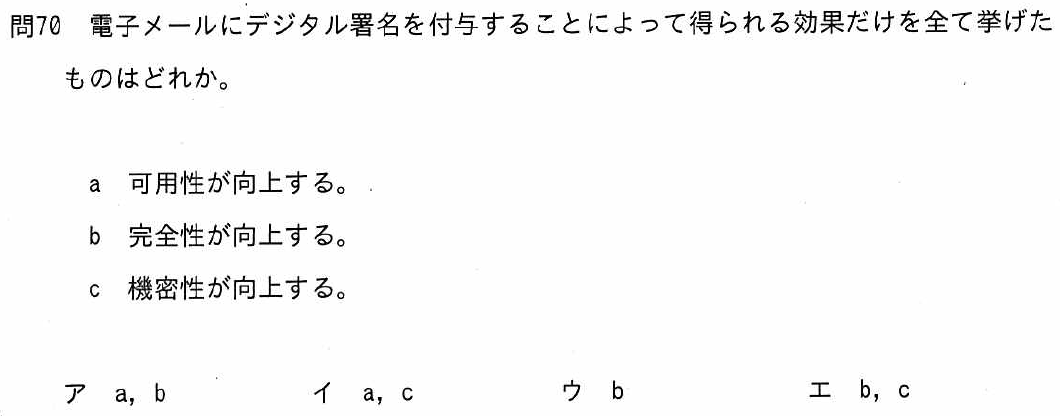 問70 電子メールにデジタル署名を付与することによって得られる効果だけを全て挙げた
ものはどれか。
a 可用性が向上する。
b 完全性が向上する。
c 機密性が向上する。
ア a, b イ a, c ウ b エ b, c